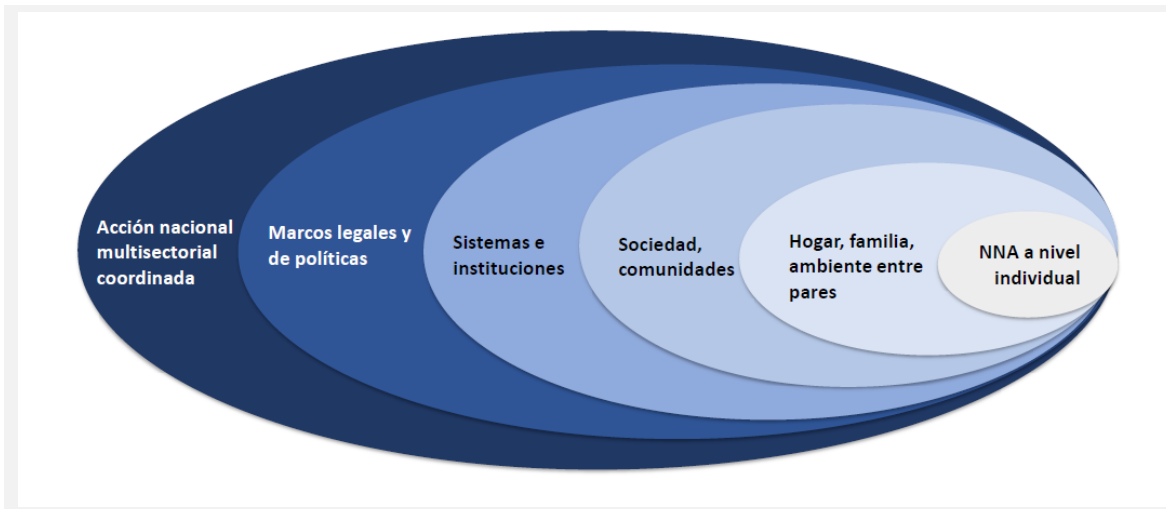 Acción nacional
multisectorial
coordinada
Marcos legales y
de políticas
Sistemas e
instituciones
Sociedad,
comunidades
Hogar, familia,
ambiente entre
pares
NNA a nivel
individual